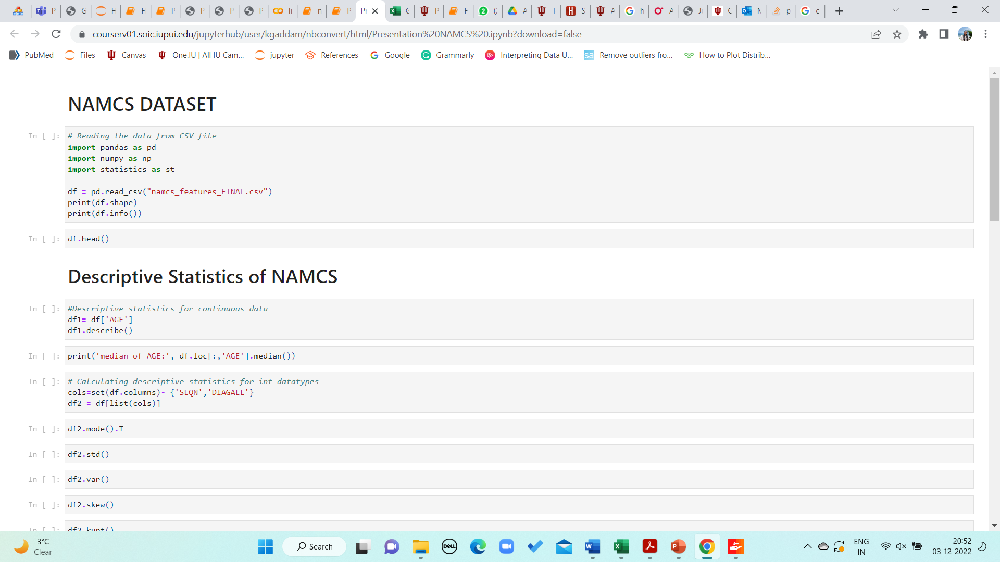 P
G
H
F
P
P
P
P
In
n
P
Pr
G
P
F
(2
A
T
S
A
h
A
Ju
C
M
p
c
courserv01.soic.iupui.edu/jupyterhub/user/kgaddam/nbconvert/html/Presentation%20NAMCS%20.ipynb?download=false
PubMed Files Canvas One.IU | All IU Cam... jupyter References Google Grammarly Interpreting Data U... sa Remove outliers fro... How to Plot Distrib...
NAMCS DATASET
In [ ]: # Reading the data from CSV file
import pandas as pd
import numpy as np
import statistics as st
df = pd.read_csv("namcs_features_FINAL.csv")
print(df.shape)
print(df.info())
In [ ]: df.head()
Descriptive Statistics of NAMCS
In [ ]: #Descriptive statistics for continuous data
df1= df['AGE']
df1.describe()
In [ ]: print('median of AGE:', df.loc[:,'AGE'].median())
In [ ]: # Calculating descriptive statistics for int datatypes
cols=set(df.columns)- {'SEQN','DIAGALL'}
df2 = df[list(cols)]
In [ ]: df2.mode().T
In [ ]: df2.std()
In [ ]: df2.var()
In [ ]: df2.skew()
In [ ]: df2.kurt()
-3°C
Clear
Search
DELL
ENG
IN
20:52
03-12-2022